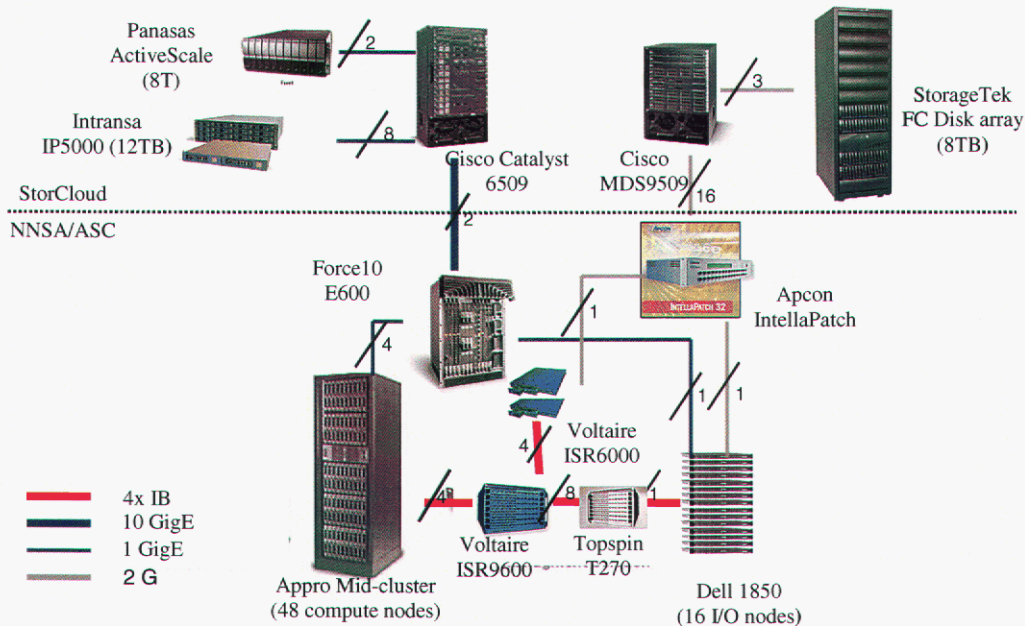 Panasas
ActiveScale
(8T)
2
3
StorageTek
FC Disk array
(8TB)
Intransa
IP5000 (12TB)
8
Cisco Catalyst
6509
Cisco
MDS9509
16
StorCloud
2
NNSA/ASC
Force10
E600
INTELLAPATCH 32
Apcon
IntellaPatch
1
4
1
1
Voltaire
ISR6000
4
4x IB
10 GigE
1 GigE
2 G
4
8
1
Voltaire
ISR9600
Topspin
T270
Appro Mid-cluster
(48 compute nodes)
Dell 1850
(16 I/O nodes)